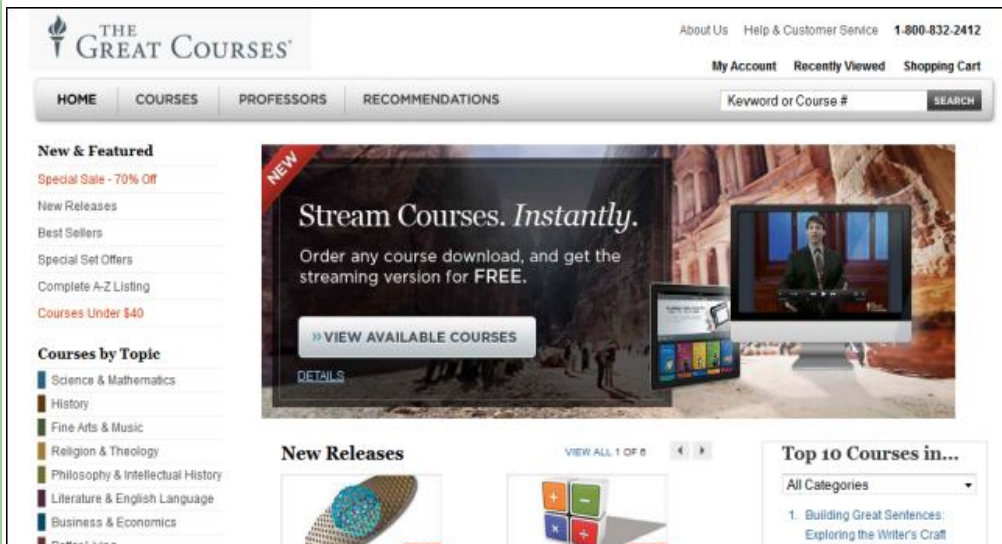 THE
GREAT COURSES
About Us Help & Customer Service 1-800-832-2412
My Account Recently Viewed Shopping Cart
HOME COURSES PROFESSORS RECOMMENDATIONS
Keyword or Course # SEARCH
New & Featured
Special Sale - 70% Off
New Releases
Best Sellers
Special Set Offers
Complete A-Z Listing
Courses Under $40
Courses by Topic
Science & Mathematics
History
Fine Arts & Music
Religion & Theology
Philosophy & Intellectual History
Literature & English Language
Business & Economics
NEW
Stream Courses. Instantly.
Order any course download, and get the
streaming version for FREE.
» VIEW AVAILABLE COURSES
DETAILS
New Releases
VIEW ALL 1 OF 6
Top 10 Courses in...
All Categories
1. Building Great Sentences:
Exploring the Writer's Craft